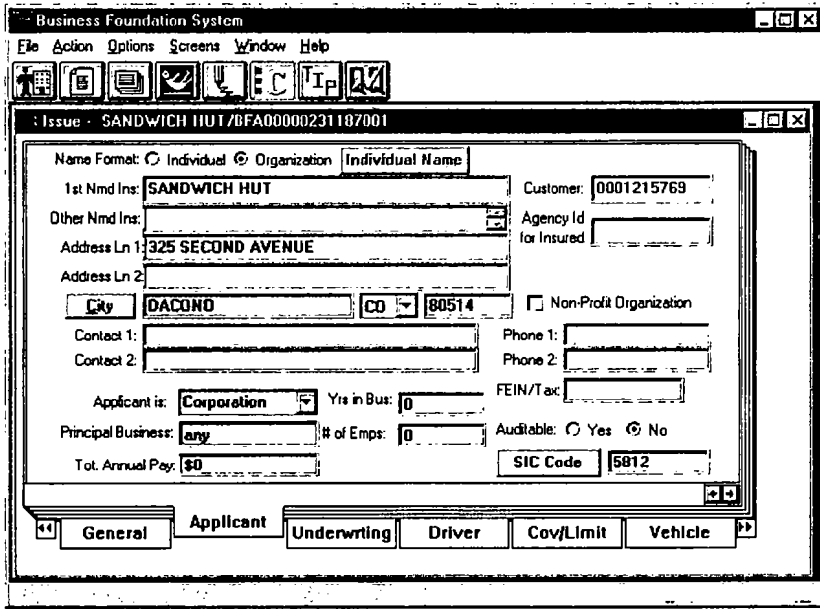 Business Foundation System
File Action Options Screens Window Help
C TIP
: Issue - SANDWICH HUT/BFA00000231187001
Name Format: Individual Organization Individual Name
1st Nmd Ins: SANDWICH HUT Customer: 0001215769
Other Nmd Ins: Agency Id for Insured
Address Ln 1: 325 SECOND AVENUE
Address Ln 2:
City DACONO CO 80514 Non-Profit Organization
Contact 1: Phone 1:
Contact 2: Phone 2:
Applicant is: Corporation Yrs in Bus: 0 FEIN/Tax:
Principal Business: any # of Emps: 0 Auditable: Yes No
Tot. Annual Pay: $0 SIC Code 5812
General Applicant Underwrting Driver Cov/Limit Vehicle